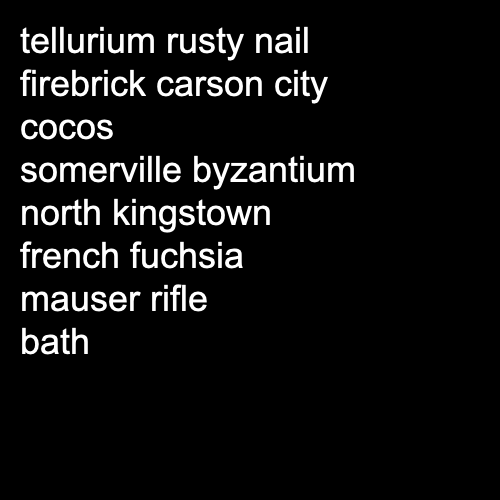 tellurium rusty nail
firebrick carson city
cocos
somerville byzantium
north kingstown
french fuchsia
mauser rifle
bath